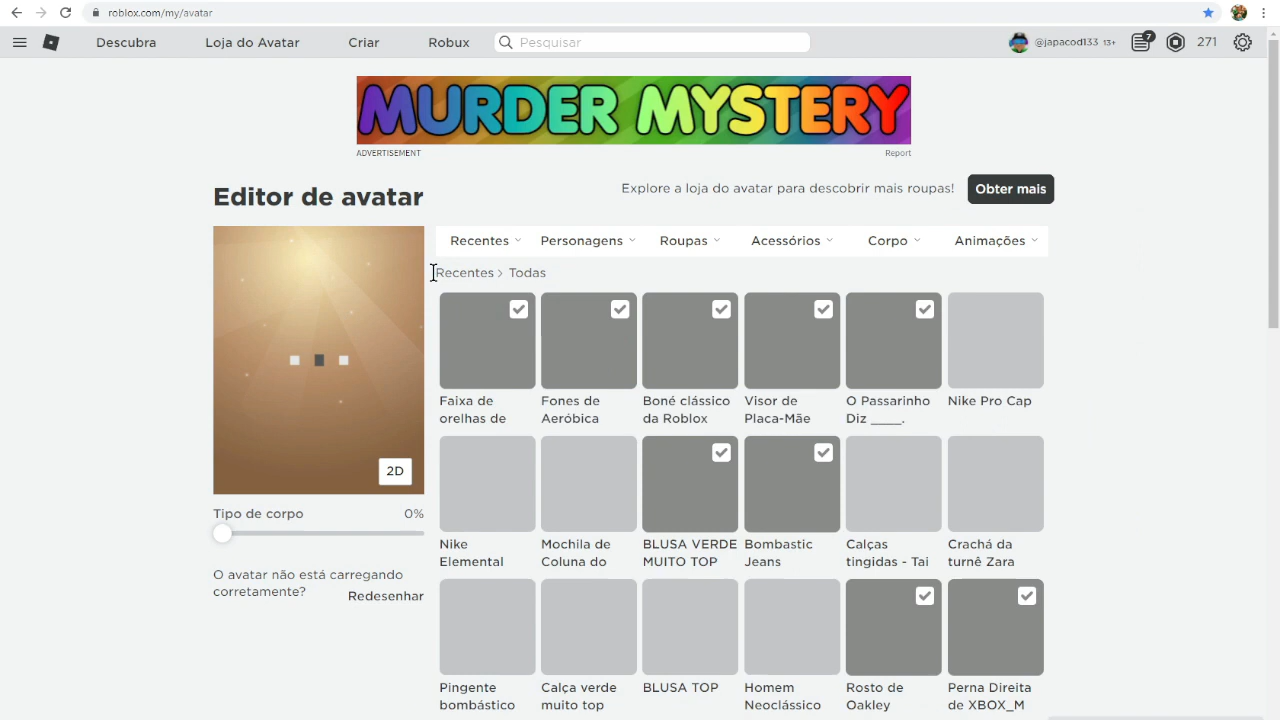 roblox.com/my/avatar
Descubra Loja do Avatar Criar Robux Pesquisar @japacod133 13+ 7 271
MURDER MYSTERY
ADVERTISEMENT Report
Editor de avatar
Explore a loja do avatar para descobrir mais roupas! Obter mais
Recentes Personagens Roupas Acessórios Corpo Animações
Recentes > Todas
2D
Tipo de corpo 0%
O avatar não está carregando
corretamente? Redesenhar
Faixa de
orelhas de
Fones de
Aeróbica
Boné clássico
da Roblox
Visor de
Placa-Mãe
O Passarinho
Diz ____.
Nike Pro Cap
Nike
Elemental
Mochila de
Coluna do
BLUSA VERDE
MUITO TOP
Bombastic
Jeans
Calças
tingidas - Tai
Crachá da
turnê Zara
Pingente
bombástico
Calça verde
muito top
BLUSA TOP
Homem
Neoclássico
Rosto de
Oakley
Perna Direita
de XBOX_M